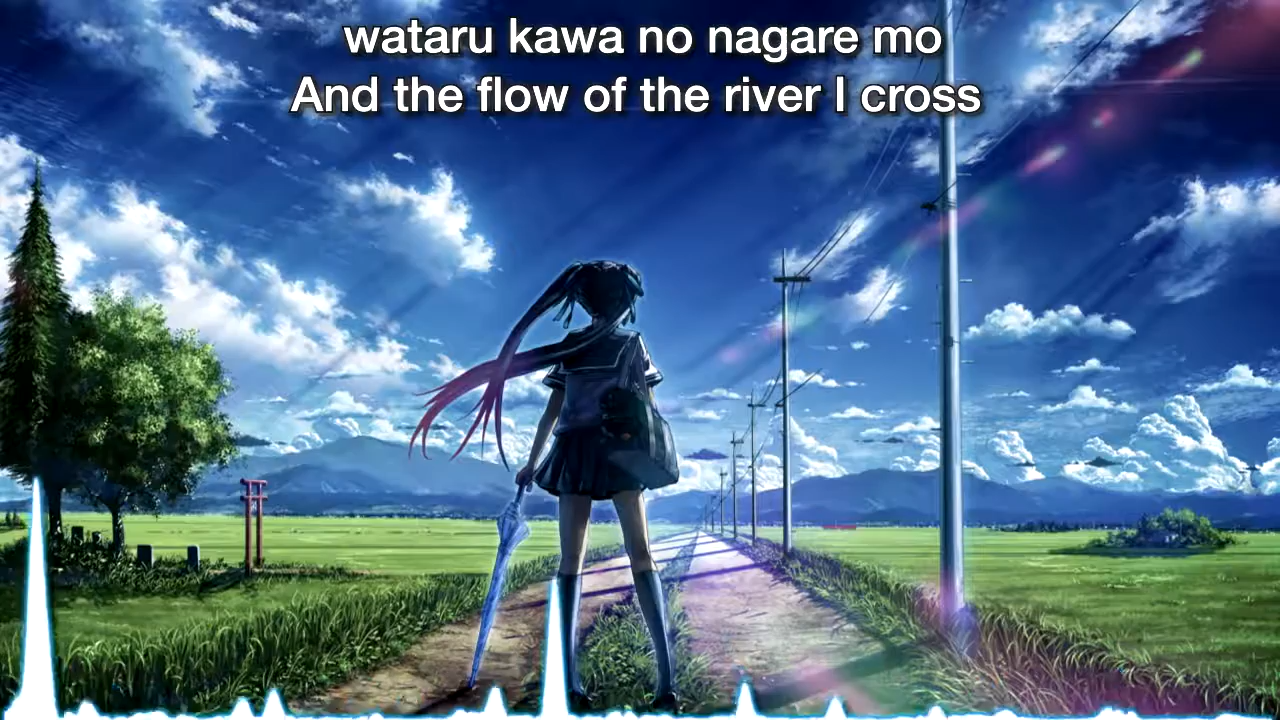 wataru kawa no nagare mo
And the flow of the river I cross